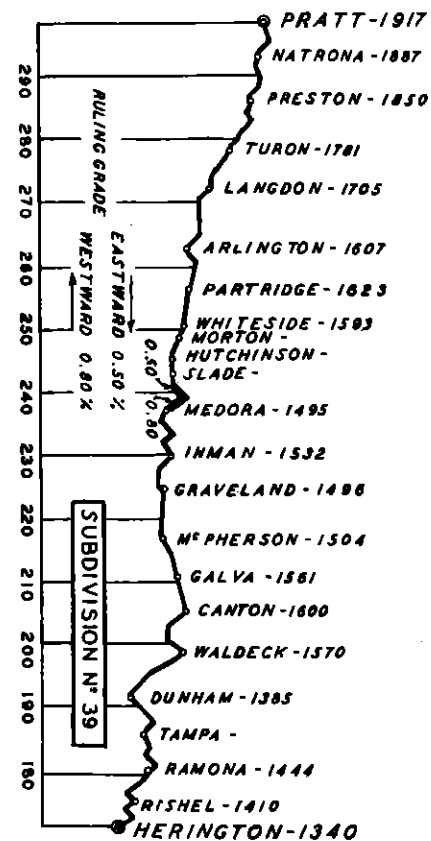 PRATT-1917
NATRONA-1887
PRESTON-1850
TURON-1781
LANGDON-1705
ARLINGTON-1607
PARTRIDGE-1623
WHITESIDE-1593
MORTON-
HUTCHINSON-
SLADE-
MEDORA-1495
INMAN-1532
GRAVELAND-1496
McPHERSON-1504
GALVA-1561
CANTON-1600
WALDECK-1570
DUNHAM-1385
TAMPA-
RAMONA-1444
RISHEL-1410
HERINGTON-1340
0.50
0.80
EASTWARD 0.50%
WESTWARD 0.80%
RULING GRADE
SUBDIVISION Nº 39
290
280
270
260
250
240
230
220
210
200
190
180